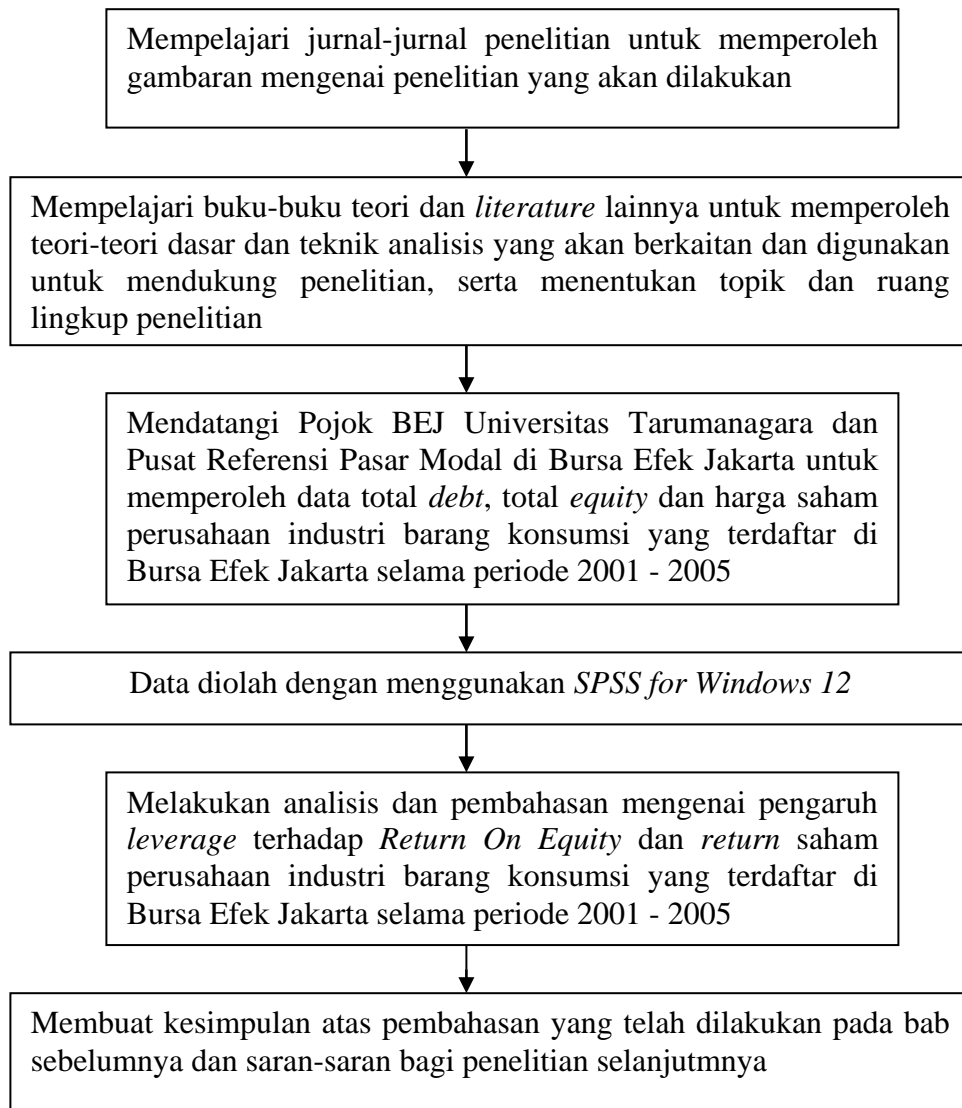 Mempelajari jurnal-jurnal penelitian untuk memperoleh
gambaran mengenai penelitian yang akan dilakukan
Mempelajari buku-buku teori dan literature lainnya untuk memperoleh
teori-teori dasar dan teknik analisis yang akan berkaitan dan digunakan
untuk mendukung penelitian, serta menentukan topik dan ruang
lingkup penelitian
Mendatangi Pojok BEJ Universitas Tarumanagara dan
Pusat Referensi Pasar Modal di Bursa Efek Jakarta untuk
memperoleh data total debt, total equity dan harga saham
perusahaan industri barang konsumsi yang terdaftar di
Bursa Efek Jakarta selama periode 2001 - 2005
Data diolah dengan menggunakan SPSS for Windows 12
Melakukan analisis dan pembahasan mengenai pengaruh
leverage terhadap Return On Equity dan return saham
perusahaan industri barang konsumsi yang terdaftar di
Bursa Efek Jakarta selama periode 2001 - 2005
Membuat kesimpulan atas pembahasan yang telah dilakukan pada bab
sebelumnya dan saran-saran bagi penelitian selanjutmnya